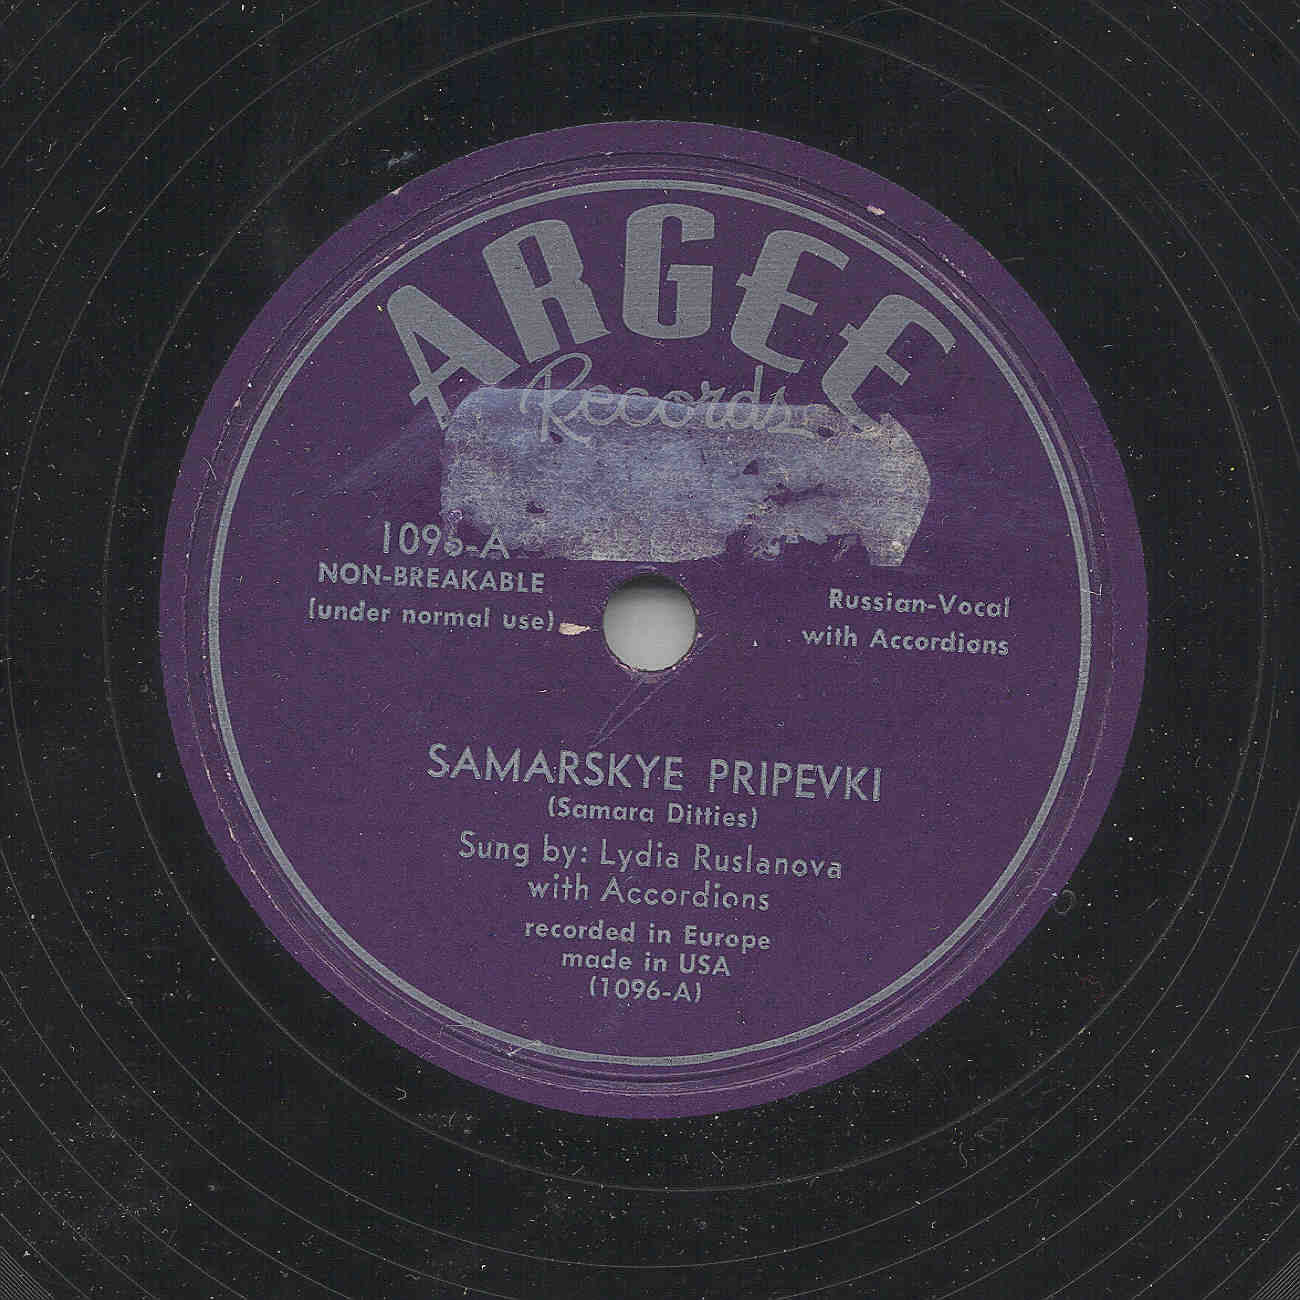 ARGEE
Records
1096-A
NON-BREAKABLE
(under normal use)
Russian-Vocal
with Accordions
SAMARSKYE PRIPEVKI
(Samara Ditties)
Sung by: Lydia Ruslanova
with Accordions
recorded in Europe
made in USA
(1096-A)